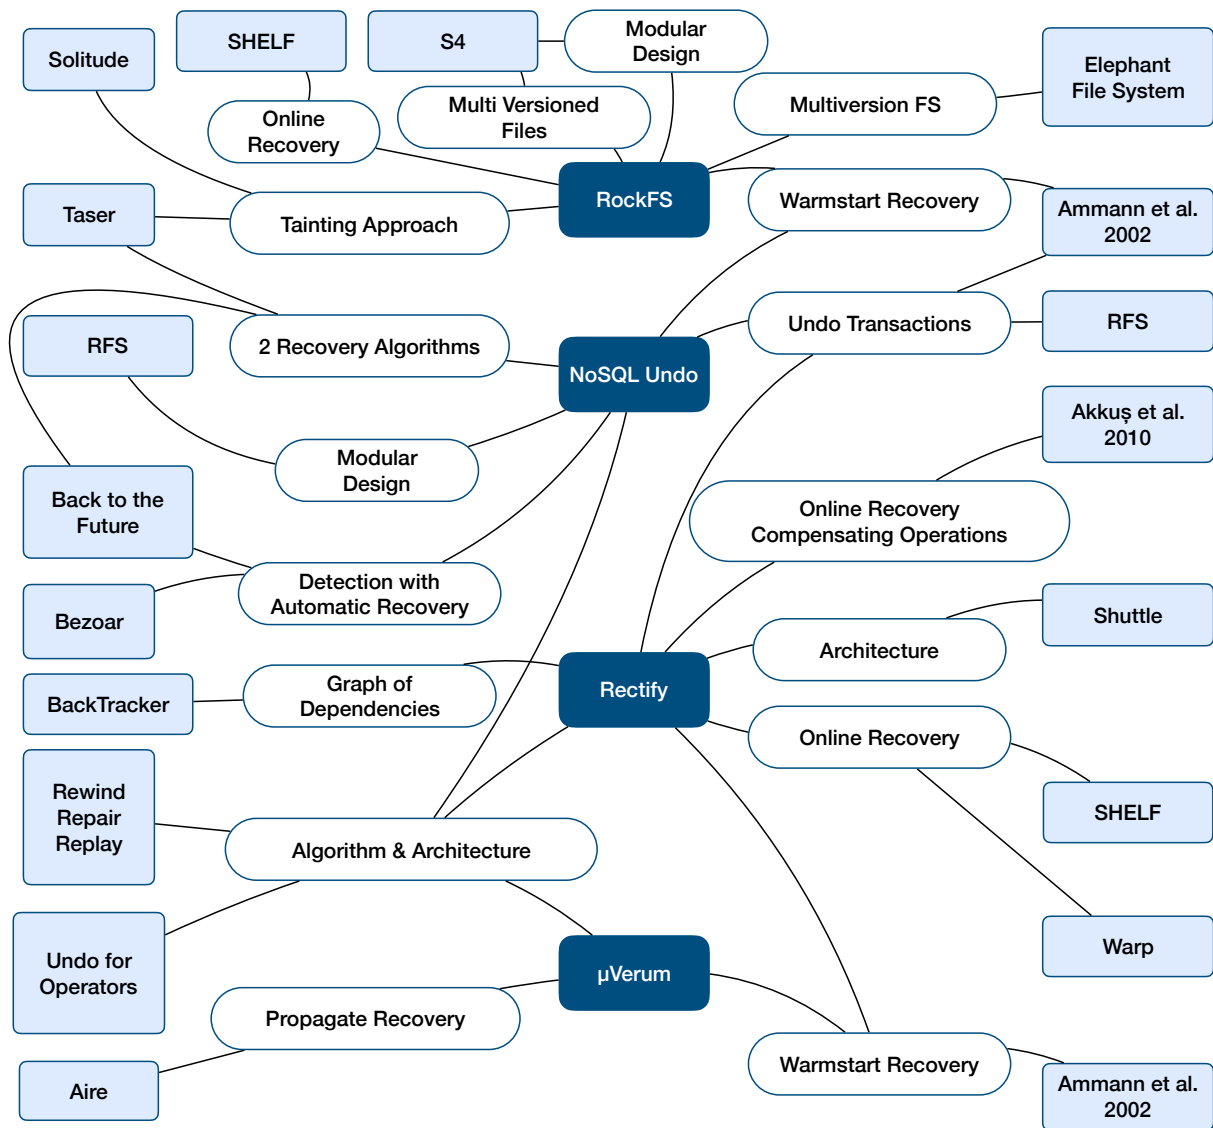 Solitude
SHELF
S4
Modular
Design
Elephant
File System
Online
Recovery
Multi Versioned
Files
Multiversion FS
Taser
Tainting Approach
RockFS
Warmstart Recovery
Ammann et al.
2002
RFS
2 Recovery Algorithms
NoSQL Undo
Undo Transactions
RFS
Akkuş et al.
2010
Modular
Design
Back to the
Future
Online Recovery
Compensating Operations
Detection with
Automatic Recovery
Bezoar
Shuttle
Architecture
BackTracker
Graph of
Dependencies
Rectify
Online Recovery
Rewind
Repair
Replay
SHELF
Algorithm & Architecture
Undo for
Operators
µVerum
Warp
Propagate Recovery
Warmstart Recovery
Aire
Ammann et al.
2002